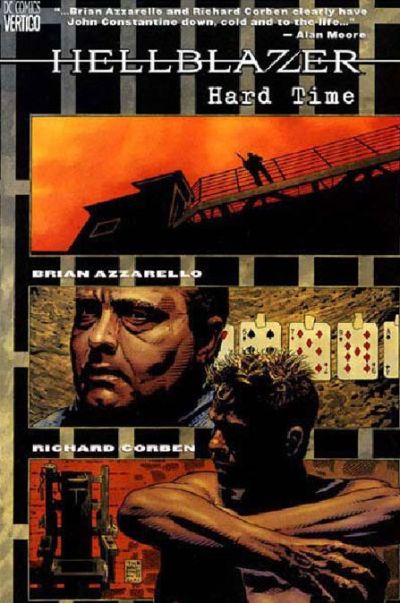 DC COMICS
VERTIGO
"...Brian Azzarello and Richard Corben clearly have
John Constantine down, cold and to-the-life..."
— Alan Moore
HELLBLAZER
Hard Time
BRIAN AZZARELLO
RICHARD CORBEN